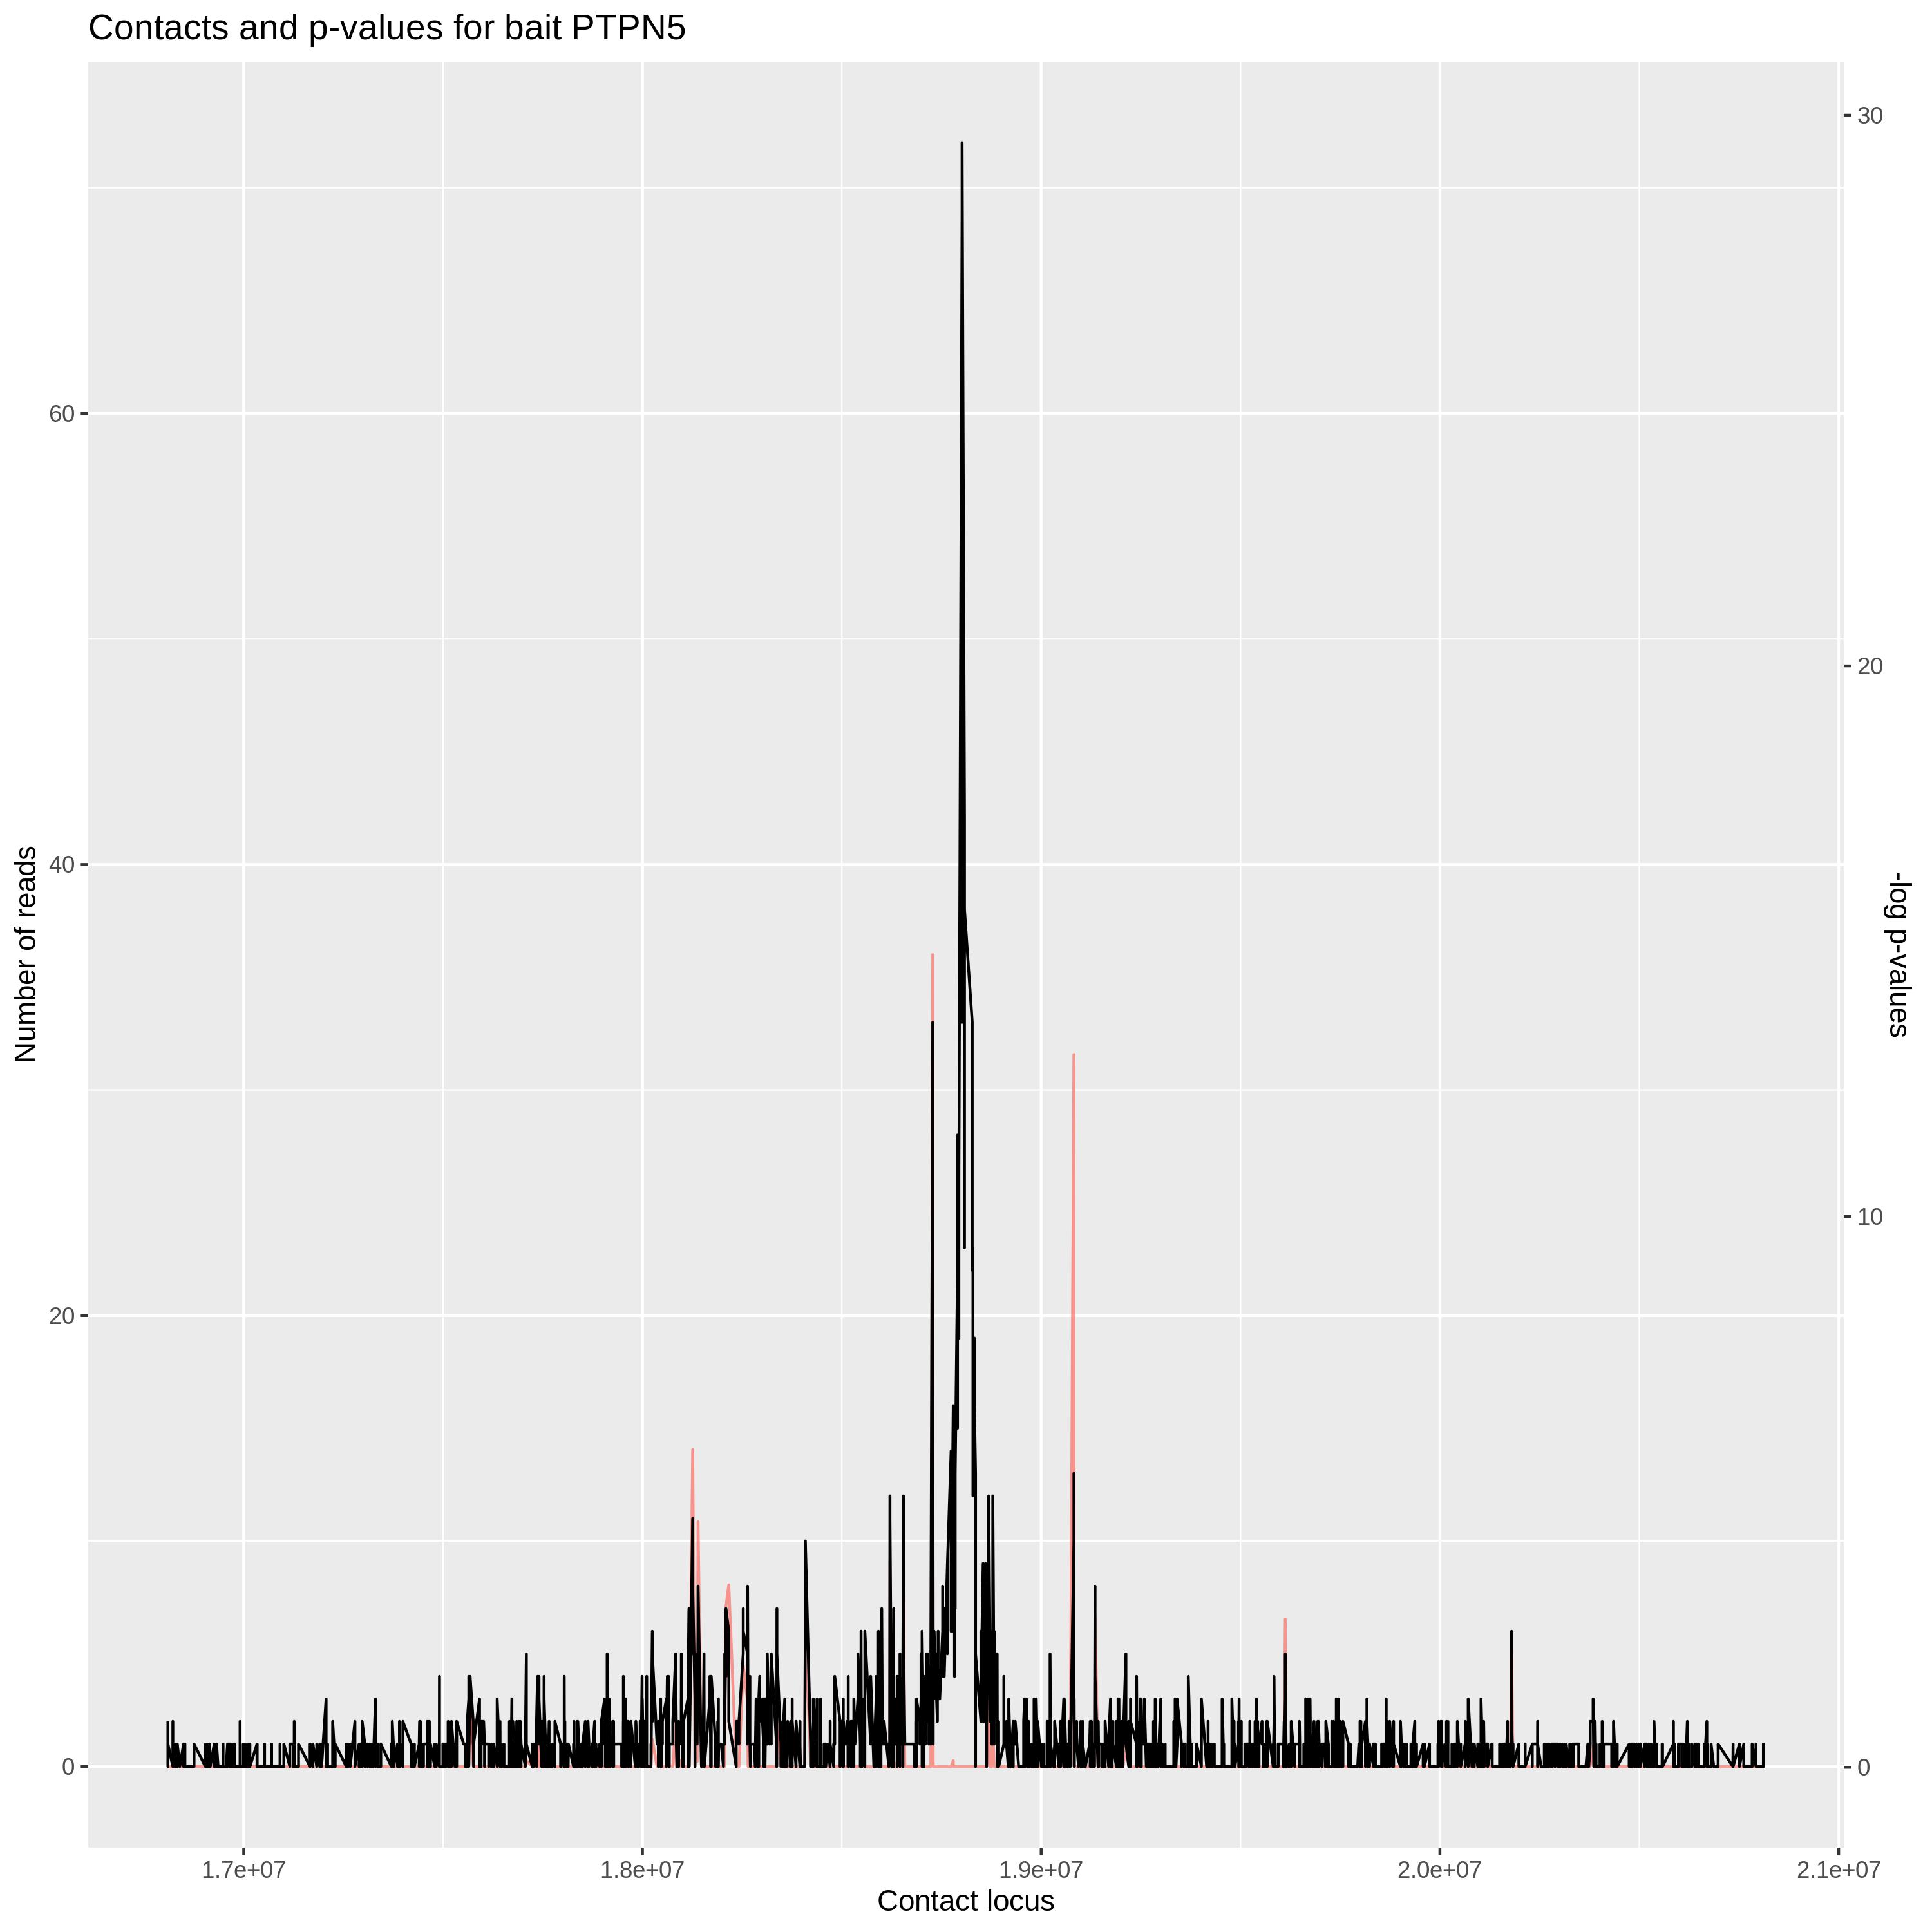 Contacts and p-values for bait PTPN5
Number of reads
60
40
20
0
30
20
10
0
-log p-values
1.7e+07 1.8e+07 1.9e+07 2.0e+07 2.1e+07
Contact locus